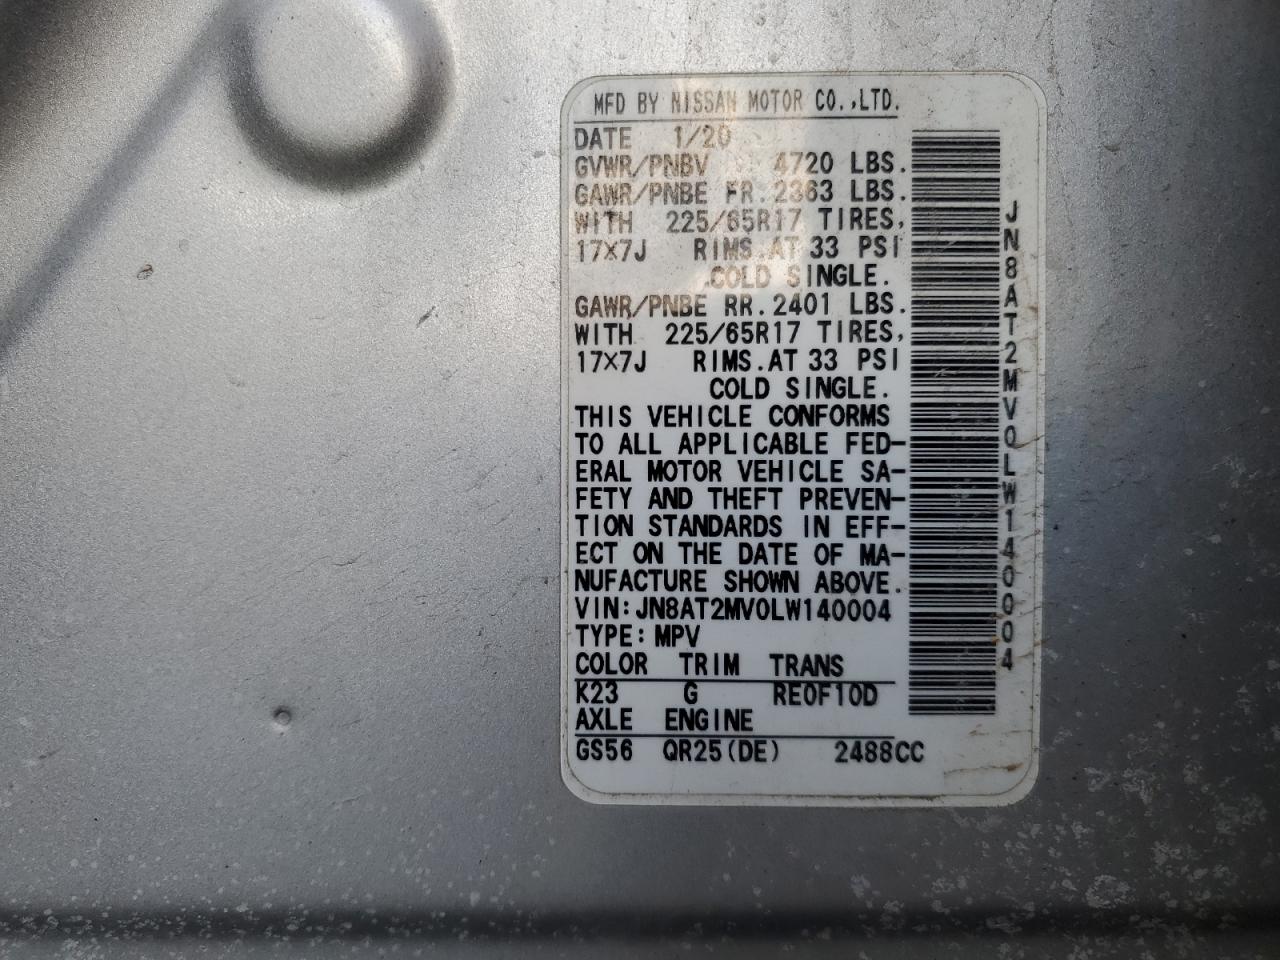 MFD BY NISSAN MOTOR CO.,LTD.
DATE 1/20
GVWR/PNBV 4720 LBS.
GAWR/PNBE FR.2363 LBS.
WITH 225/65R17 TIRES,
17×7J RIMS.AT 33 PSI
COLD SINGLE.
GAWR/PNBE RR.2401 LBS.
WITH 225/65R17 TIRES,
17×7J RIMS.AT 33 PSI
COLD SINGLE.
THIS VEHICLE CONFORMS
TO ALL APPLICABLE FED-
ERAL MOTOR VEHICLE SA-
FETY AND THEFT PREVEN-
TION STANDARDS IN EFF-
ECT ON THE DATE OF MA-
NUFACTURE SHOWN ABOVE.
VIN:JN8AT2MV0LW140004
TYPE:MPV
COLOR TRIM TRANS
K23 G RE0F10D
AXLE ENGINE
GS56 QR25(DE) 2488CC
JN8AT2MV0LW140004